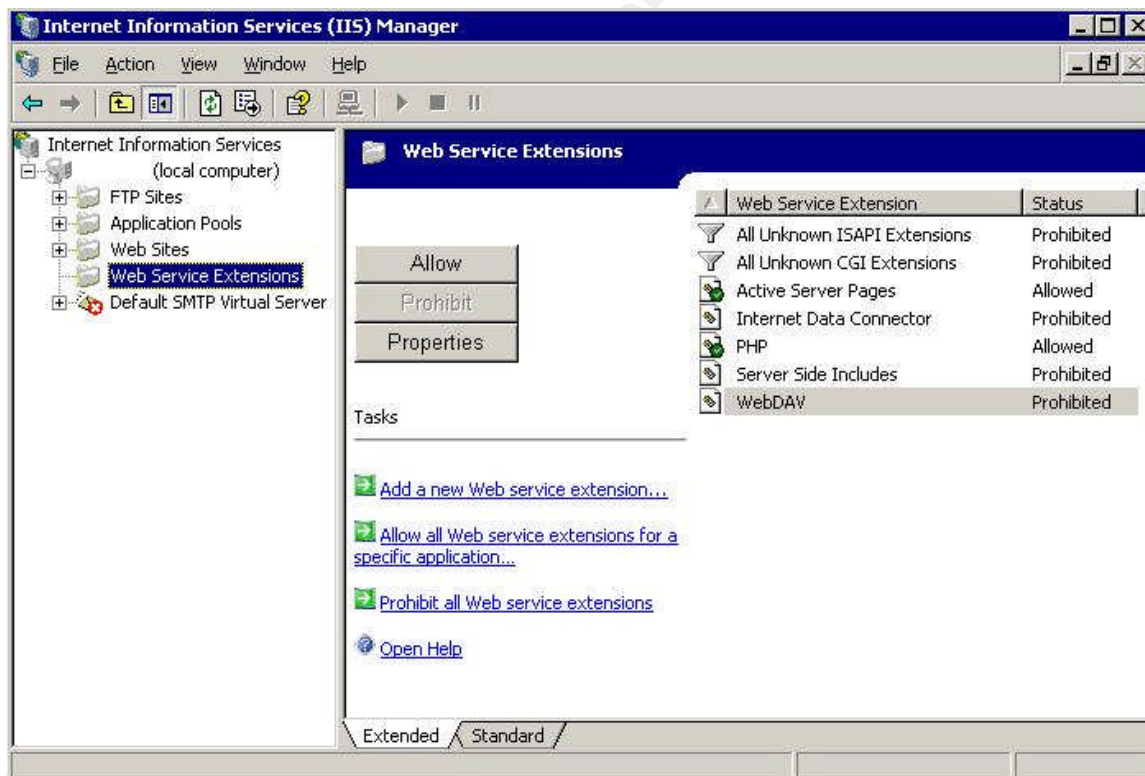 Internet Information Services (IIS) Manager
File Action View Window Help
Internet Information Services
(local computer)
FTP Sites
Application Pools
Web Sites
Web Service Extensions
Default SMTP Virtual Server
Web Service Extensions
Allow
Prohibit
Properties
Tasks
Add a new Web service extension...
Allow all Web service extensions for a
specific application...
Prohibit all Web service extensions
Open Help
Web Service Extension Status
All Unknown ISAPI Extensions Prohibited
All Unknown CGI Extensions Prohibited
Active Server Pages Allowed
Internet Data Connector Prohibited
PHP Allowed
Server Side Includes Prohibited
WebDAV Prohibited
Extended Standard